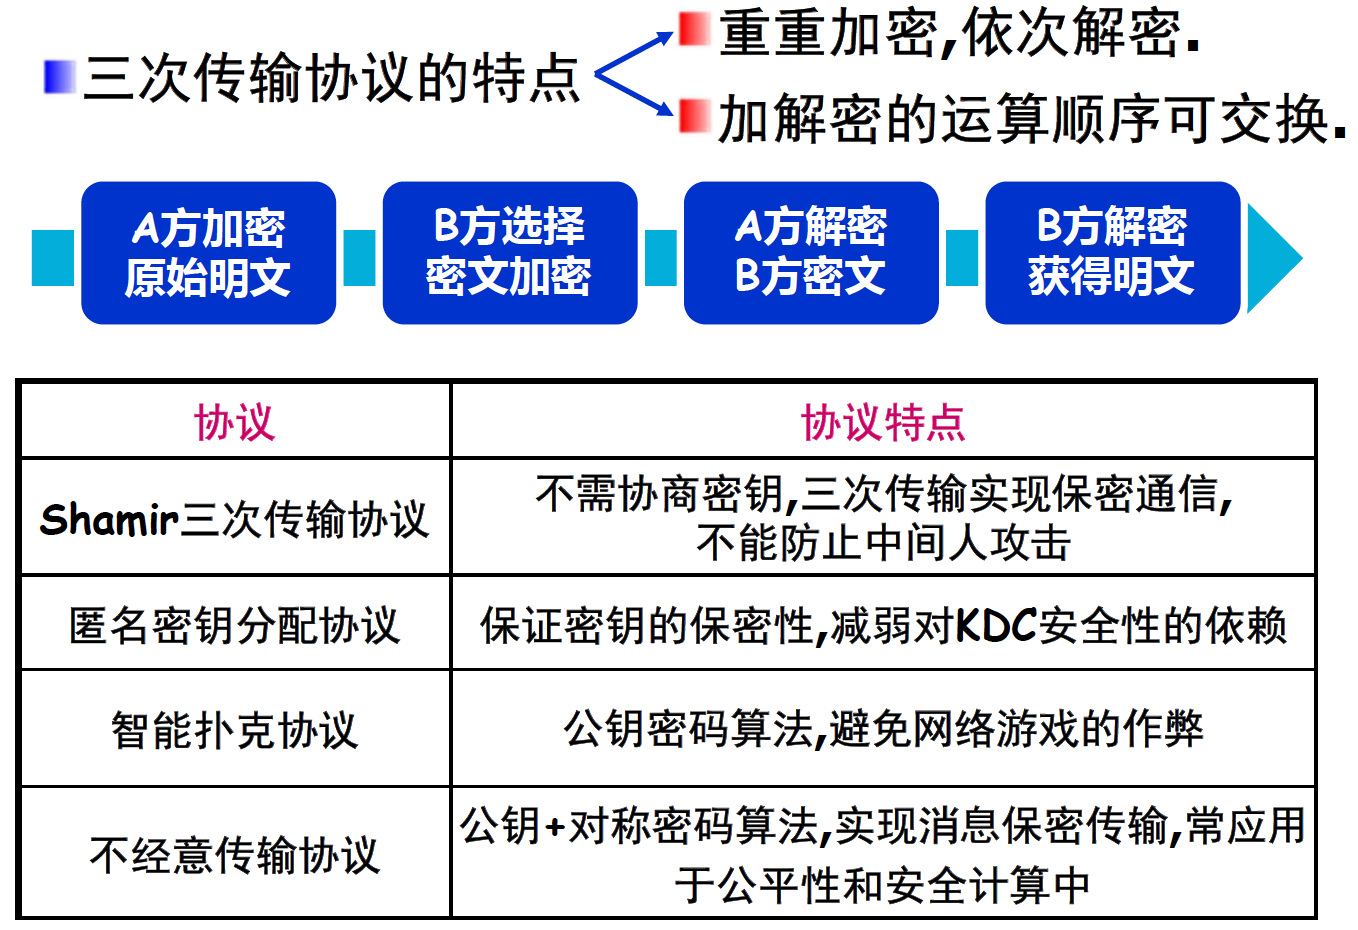 三次传输协议的特点
重重加密,依次解密.
加解密的运算顺序可交换.
A方加密
原始明文
B方选择
密文加密
A方解密
B方密文
B方解密
获得明文
协议
协议特点
Shamir三次传输协议
不需协商密钥,三次传输实现保密通信,
不能防止中间人攻击
匿名密钥分配协议
保证密钥的保密性,减弱对KDC安全性的依赖
智能扑克协议
公钥密码算法,避免网络游戏的作弊
不经意传输协议
公钥+对称密码算法,实现消息保密传输,常应用
于公平性和安全计算中